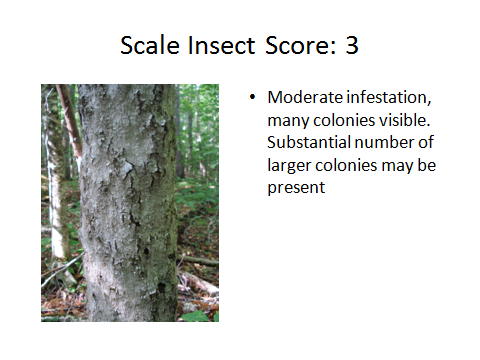 Scale Insect Score: 3
• Moderate infestation,
many colonies visible.
Substantial number of
larger colonies may be
present